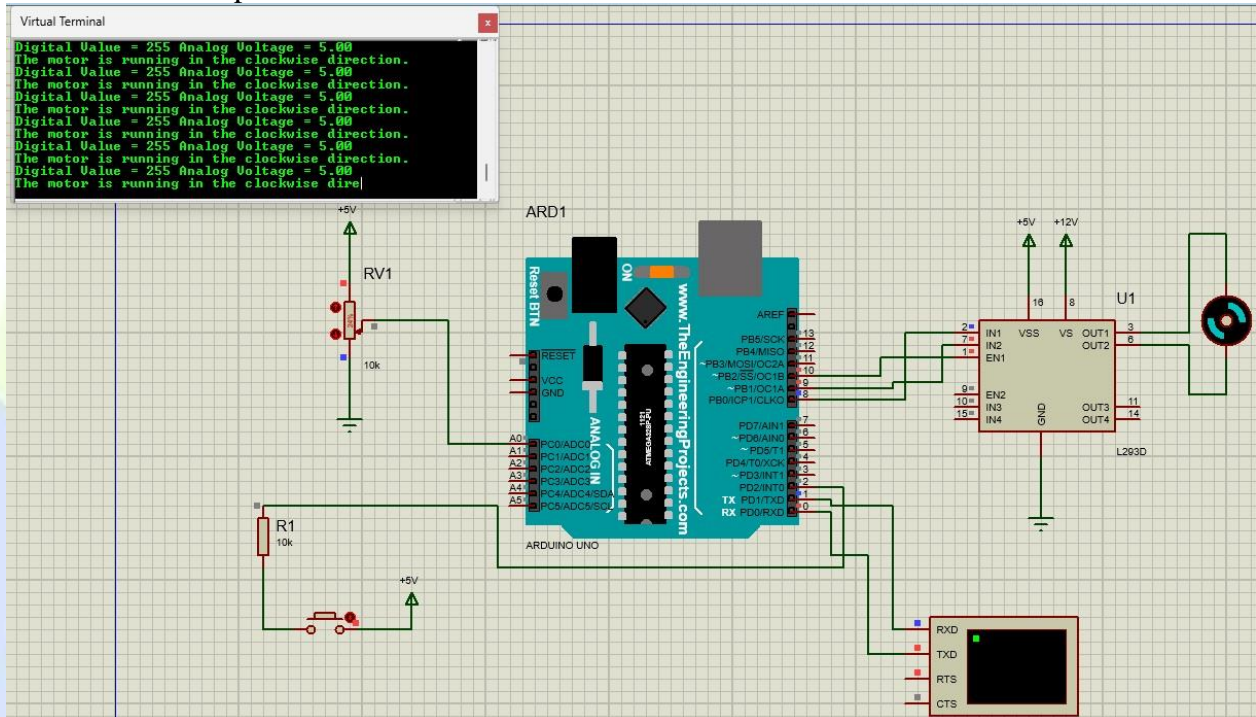 Virtual Terminal
x
Digital Value = 255 Analog Voltage = 5.00
The motor is running in the clockwise direction.
Digital Value = 255 Analog Voltage = 5.00
The motor is running in the clockwise direction.
Digital Value = 255 Analog Voltage = 5.00
The motor is running in the clockwise direction.
Digital Value = 255 Analog Voltage = 5.00
The motor is running in the clockwise direction.
Digital Value = 255 Analog Voltage = 5.00
The motor is running in the clockwise direction.
Digital Value = 255 Analog Voltage = 5.00
The motor is running in the clockwise dire
+5V
RV1
10k
ARD1
Reset BTN
ON
www.TheEngineeringProjects.com
ANALOG IN
1121
ATMEGA328P-PU
RESET
VCC
GND
A0 PC0/ADC0
A1 PC1/ADC1
A2 PC2/ADC2
A3 PC3/ADC3
A4 PC4/ADC4/SDA
A5 PC5/ADC5/SCL
AREF
PB5/SCK 13
PB4/MISO 12
~PB3/MOSI/OC2A 11
~PB2/SS/OC1B 10
~PB1/OC1A 9
PB0/ICP1/CLKO 8
PD7/AIN1 7
~PD6/AIN0 6
~PD5/T1 5
PD4/T0/XCK 4
~PD3/INT1 3
PD2/INT0 2
TX PD1/TXD 1
RX PD0/RXD 0
ARDUINO UNO
+5V
+12V
U1
16
8
2 IN1
7 IN2
1 EN1
VSS
VS
OUT1 3
OUT2 6
9 EN2
10 IN3
15 IN4
GND
OUT3 11
OUT4 14
L293D
R1
10k
+5V
RXD
TXD
RTS
CTS